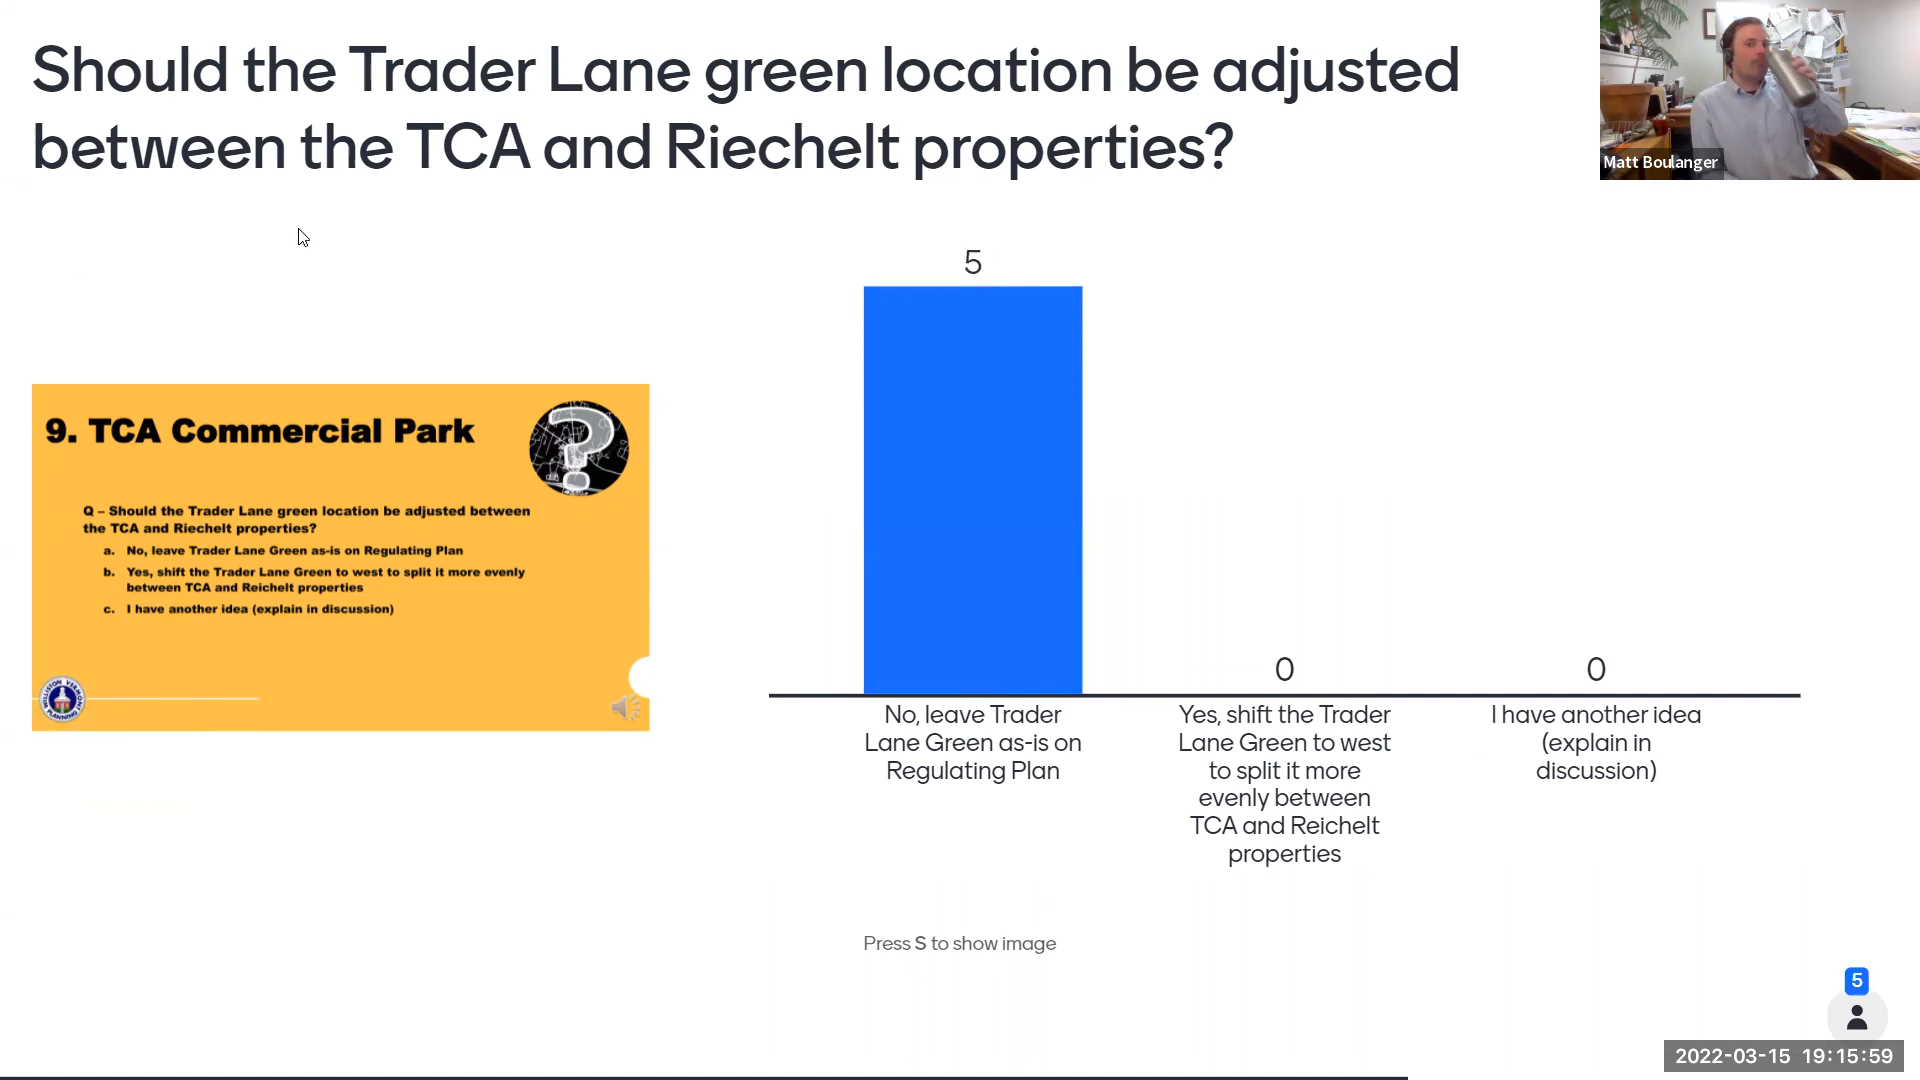 Should the Trader Lane green location be adjusted
between the TCA and Riechelt properties?
Matt Boulanger
5
9. TCA Commercial Park
Q – Should the Trader Lane green location be adjusted between
the TCA and Riechelt properties?
a. No, leave Trader Lane Green as-is on Regulating Plan
b. Yes, shift the Trader Lane Green to west to split it more evenly
between TCA and Reichelt properties
c. I have another idea (explain in discussion)
0
0
No, leave Trader
Lane Green as-is on
Regulating Plan
Yes, shift the Trader
Lane Green to west
to split it more
evenly between
TCA and Reichelt
properties
I have another idea
(explain in
discussion)
Press S to show image
5
2022-03-15 19:15:59